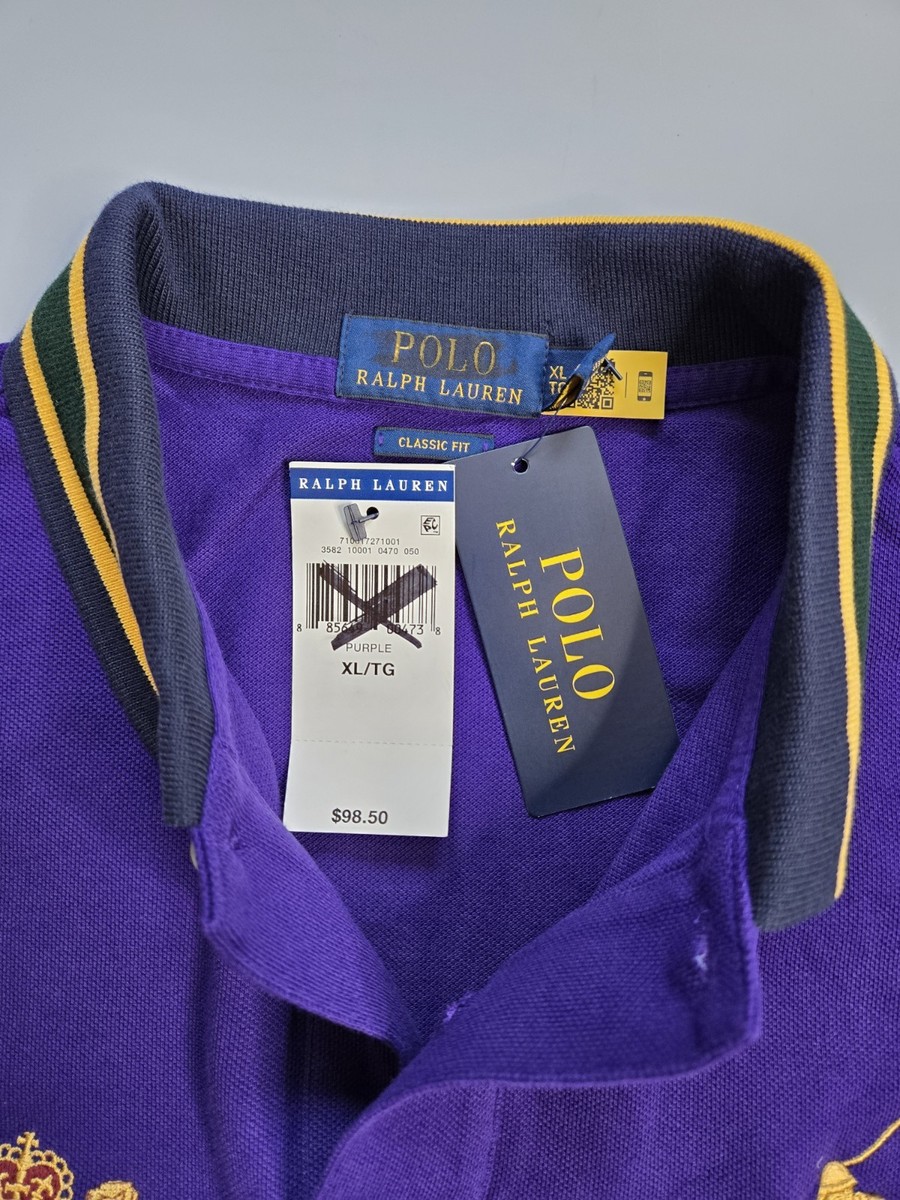 POLO
RALPH LAUREN
XL
CLASSIC FIT
RALPH LAUREN
3582 10001 0470 050
PURPLE
XL/TG
$98.50
POLO
RALPH LAUREN